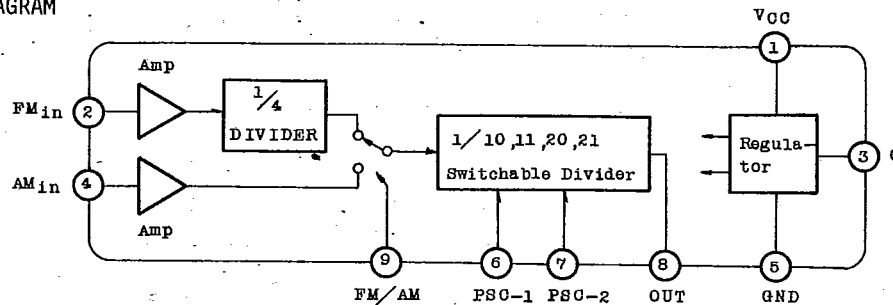 AGRAM
VCC
1
Amp
FMin
2
1/4
DIVIDER
1/10,11,20,21
Switchable Divider
Regula-
tor
3
AMin
4
Amp
9
6
7
8
5
FM/AM
PSC-1
PSC-2
OUT
GND